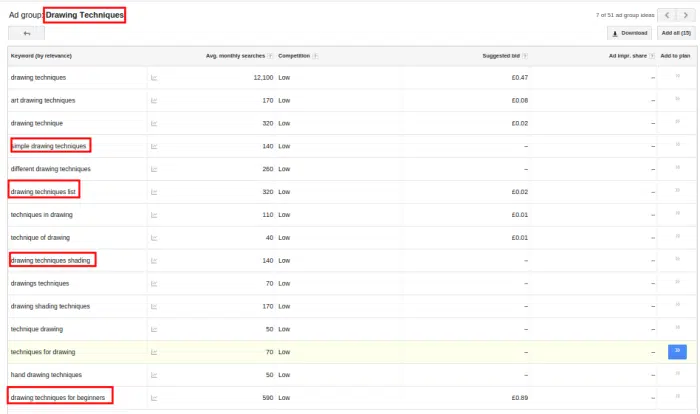 Ad group: Drawing Techniques
7 of 51 ad group ideas
Download Add all (15)
Keyword (by relevance) Avg. monthly searches ? Competition ? Suggested bid ? Ad impr. share ? Add to plan
drawing techniques 12,100 Low £0.47 – »
art drawing techniques 170 Low £0.08 – »
drawing technique 320 Low £0.02 – »
simple drawing techniques 140 Low – – »
different drawing techniques 260 Low – – »
drawing techniques list 320 Low £0.02 – »
techniques in drawing 110 Low £0.01 – »
technique of drawing 40 Low £0.01 – »
drawing techniques shading 140 Low – – »
drawings techniques 70 Low – – »
drawing shading techniques 170 Low – – »
technique drawing 50 Low – – »
techniques for drawing 70 Low – – »
hand drawing techniques 50 Low – – »
drawing techniques for beginners 590 Low £0.89 – »